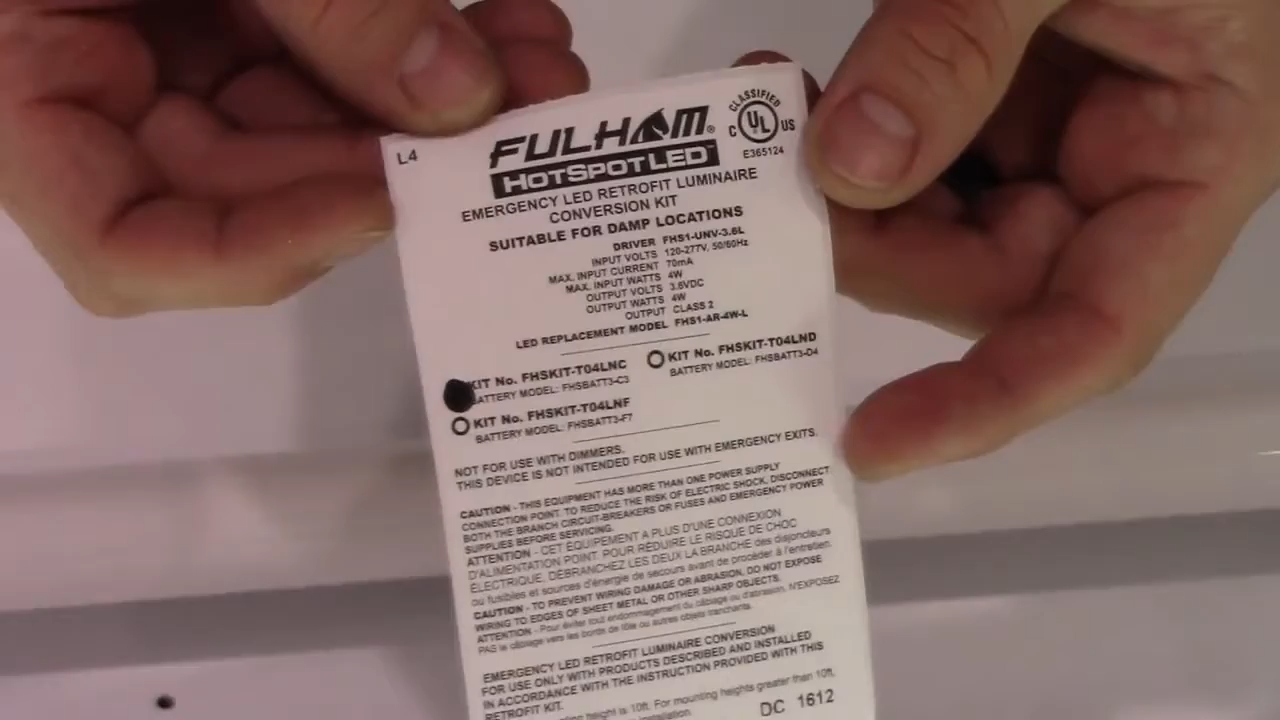 L4
FULHAM®
HOTSPOTLED™
CLASSIFIED
C UL US
E365124
EMERGENCY LED RETROFIT LUMINAIRE
CONVERSION KIT
SUITABLE FOR DAMP LOCATIONS
DRIVER FHS1-UNV-3.6L
INPUT VOLTS 120-277V, 50/60Hz
MAX. INPUT CURRENT 70mA
MAX. INPUT WATTS 4W
OUTPUT VOLTS 3.6VDC
OUTPUT WATTS 4W
OUTPUT CLASS 2
LED REPLACEMENT MODEL FHS1-AR-4W-L
KIT No. FHSKIT-T04LNC
BATTERY MODEL: FHSBATT3-C3
KIT No. FHSKIT-T04LND
BATTERY MODEL: FHSBATT3-D4
KIT No. FHSKIT-T04LNF
BATTERY MODEL: FHSBATT3-F7
NOT FOR USE WITH DIMMERS.
THIS DEVICE IS NOT INTENDED FOR USE WITH EMERGENCY EXITS.
CAUTION - THIS EQUIPMENT HAS MORE THAN ONE POWER SUPPLY
CONNECTION POINT. TO REDUCE THE RISK OF ELECTRIC SHOCK, DISCONNECT
BOTH THE BRANCH CIRCUIT-BREAKERS OR FUSES AND EMERGENCY POWER
SUPPLIES BEFORE SERVICING.
ATTENTION - CET ÉQUIPEMENT A PLUS D'UNE CONNEXION
D'ALIMENTATION POINT. POUR RÉDUIRE LE RISQUE DE CHOC
ÉLECTRIQUE, DÉBRANCHEZ LES DEUX LA BRANCHE des disjoncteurs
ou fusibles et sources d'énergie de secours avant de procéder à l'entretien.
CAUTION - TO PREVENT WIRING DAMAGE OR ABRASION, DO NOT EXPOSE
WIRING TO EDGES OF SHEET METAL OR OTHER SHARP OBJECTS.
ATTENTION - Pour éviter tout endommagement du câblage ou d'abrasion, N'EXPOSEZ
PAS le câblage vers les bords de tôle ou autres objets tranchants.
EMERGENCY LED RETROFIT LUMINAIRE CONVERSION
FOR USE ONLY WITH PRODUCTS DESCRIBED AND INSTALLED
IN ACCORDANCE WITH THE INSTRUCTION PROVIDED WITH THIS
RETROFIT KIT.
height is 10ft. For mounting heights greater than 10ft,
installation.
DC 1612